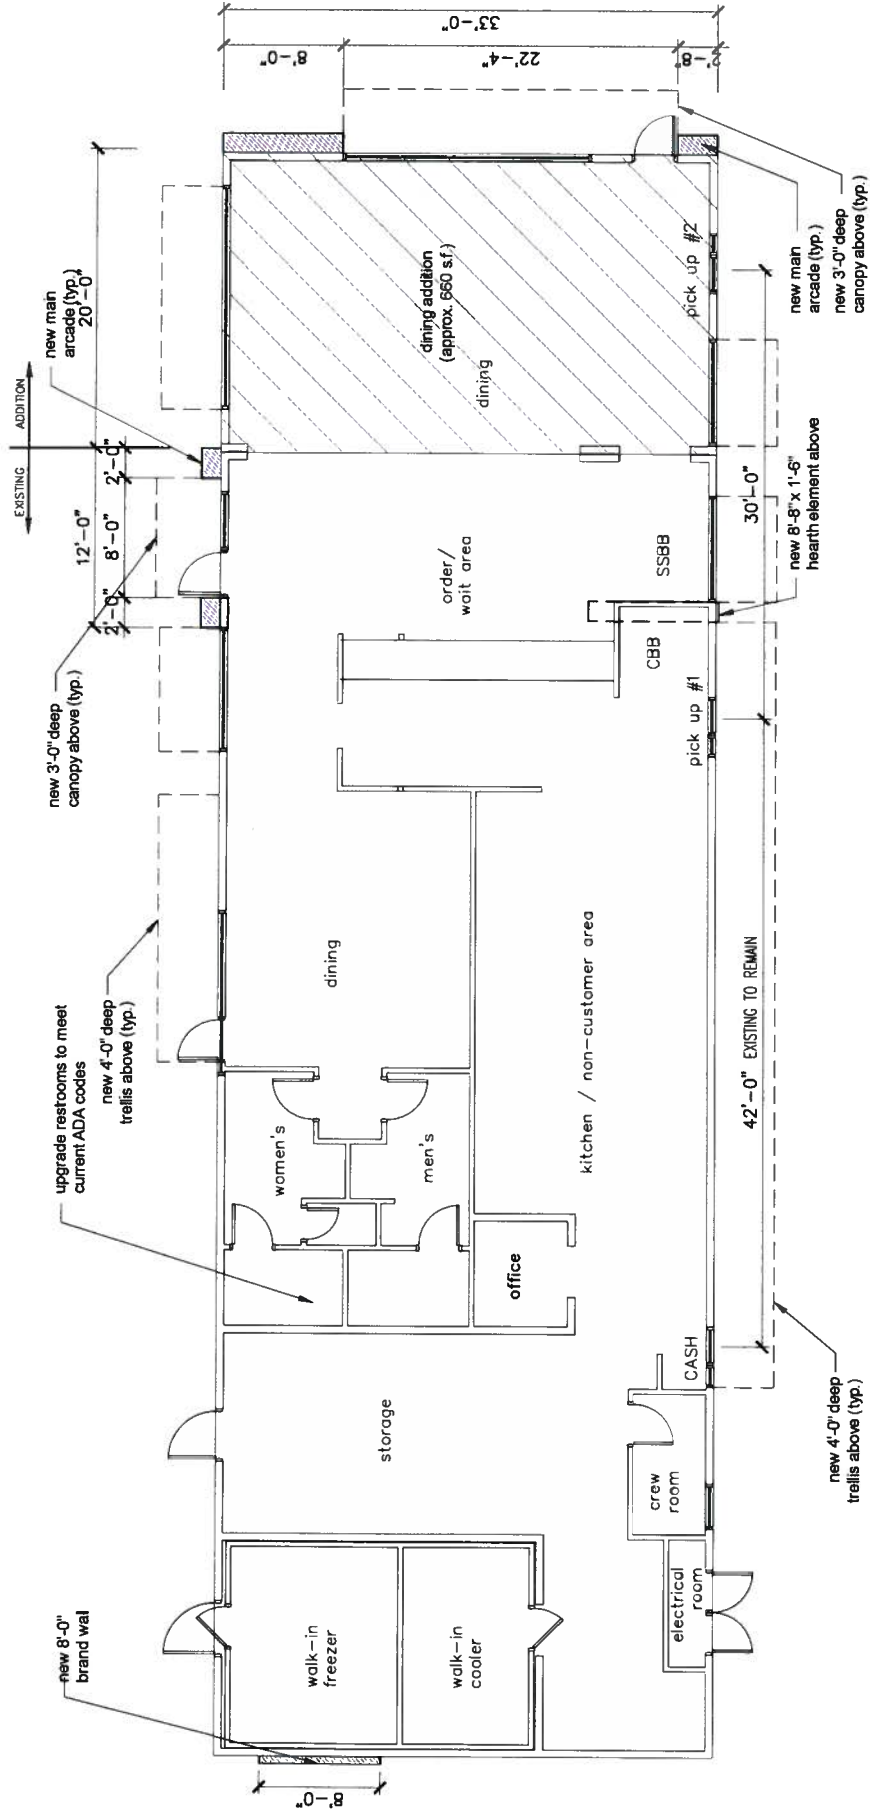 33'-0"
8'-0"
22'-4"
2'-8"
20'-0"
new main
arcade (typ.)
EXISTING
ADDITION
12'-0"
2'-0"
8'-0"
2'-0"
new 3'-0" deep
canopy above (typ.)
new 4'-0" deep
trellis above (typ.)
upgrade restrooms to meet
current ADA codes
new 8'-0"
brand wal
8'-0"
dining addition
(approx. 660 s.f.)
dining
pick up #2
order/
wait area
SSBB
CBB
pick up #1
dining
kitchen / non-customer area
women's
men's
office
storage
CASH
crew
room
electrical
room
walk-in
freezer
walk-in
cooler
new main
arcade (typ.)
new 3'-0" deep
canopy above (typ.)
30'-0"
new 8'-8" x 1'-6"
hearth element above
42'-0" EXISTING TO REMAIN
new 4'-0" deep
trellis above (typ.)